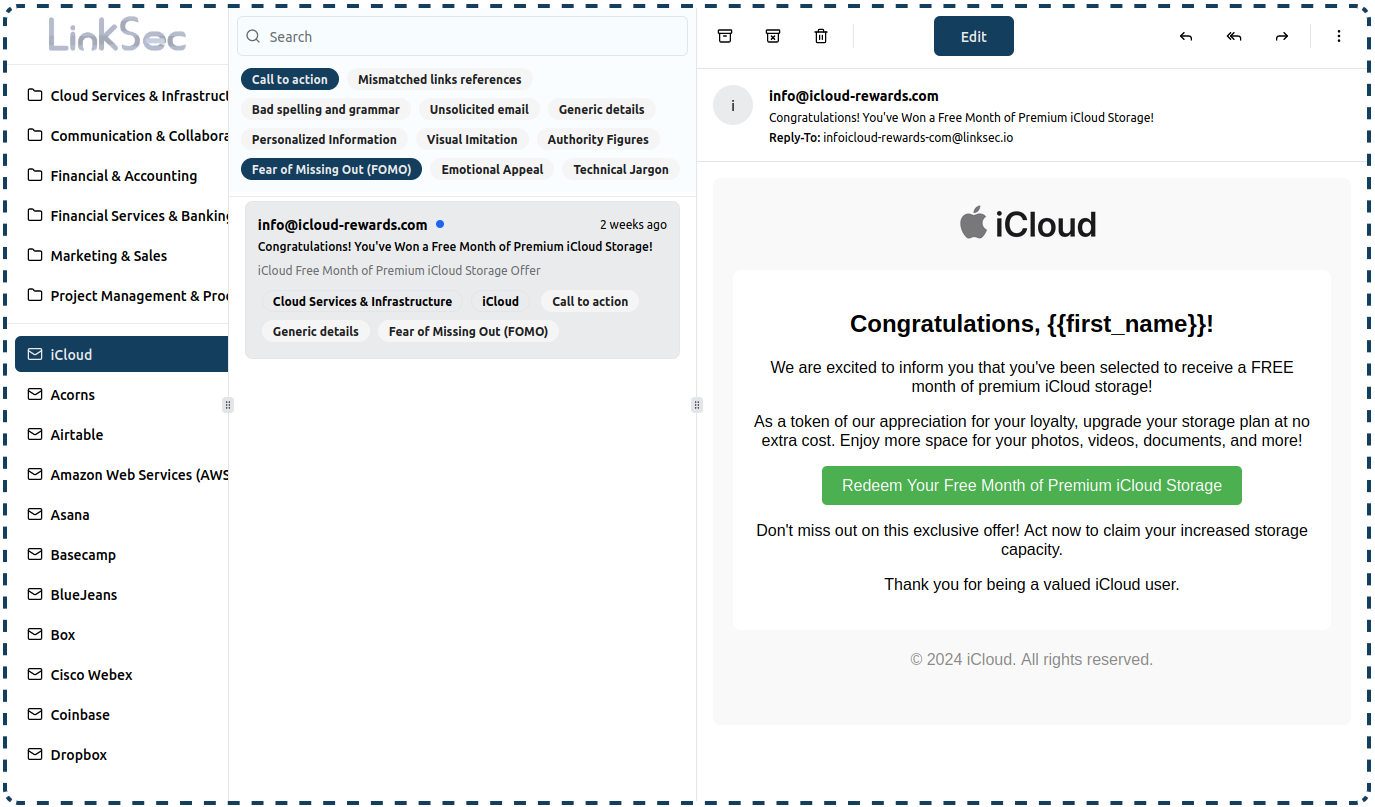 LinkSec
Cloud Services & Infrastruct
Communication & Collabora
Financial & Accounting
Financial Services & Banking
Marketing & Sales
Project Management & Pro
iCloud
Acorns
Airtable
Amazon Web Services (AWS
Asana
Basecamp
BlueJeans
Box
Cisco Webex
Coinbase
Dropbox
Search
Call to action Mismatched links references
Bad spelling and grammar Unsolicited email Generic details
Personalized Information Visual Imitation Authority Figures
Fear of Missing Out (FOMO) Emotional Appeal Technical Jargon
info@icloud-rewards.com 2 weeks ago
Congratulations! You've Won a Free Month of Premium iCloud Storage!
iCloud Free Month of Premium iCloud Storage Offer
Cloud Services & Infrastructure iCloud Call to action
Generic details Fear of Missing Out (FOMO)
Edit
i
info@icloud-rewards.com
Congratulations! You've Won a Free Month of Premium iCloud Storage!
Reply-To: infoicloud-rewards-com@linksec.io
iCloud
Congratulations, {{first_name}}!
We are excited to inform you that you've been selected to receive a FREE
month of premium iCloud storage!
As a token of our appreciation for your loyalty, upgrade your storage plan at no
extra cost. Enjoy more space for your photos, videos, documents, and more!
Redeem Your Free Month of Premium iCloud Storage
Don't miss out on this exclusive offer! Act now to claim your increased storage
capacity.
Thank you for being a valued iCloud user.
© 2024 iCloud. All rights reserved.